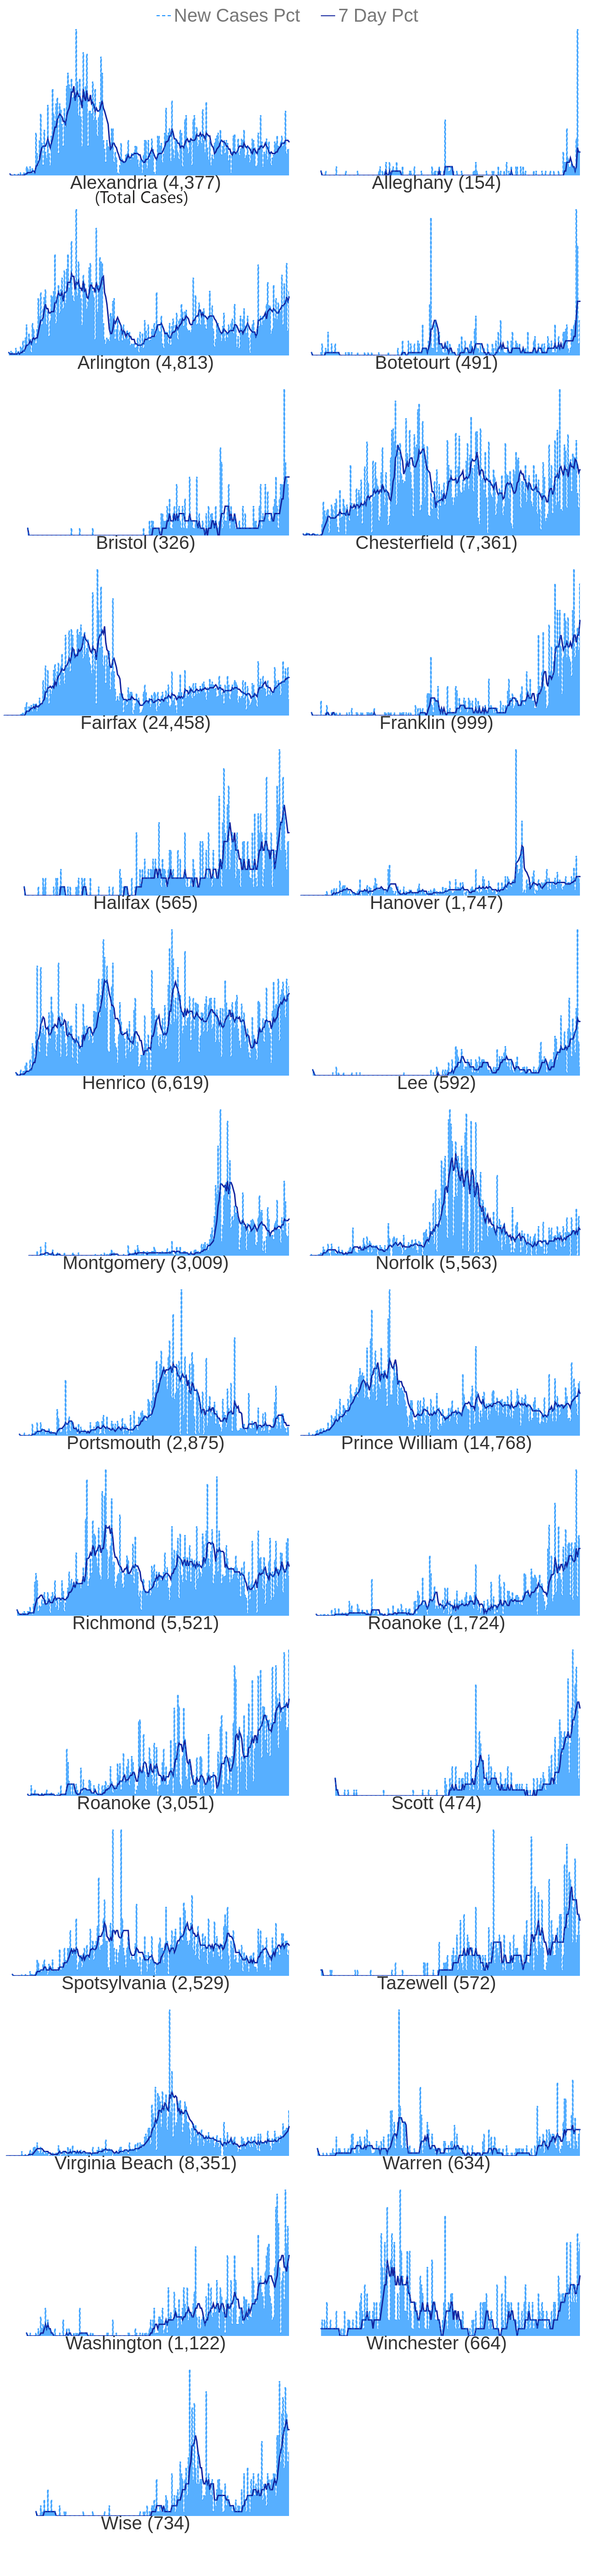 New Cases Pct 7 Day Pct
Alexandria (4,377) Alleghany (154)
(Total Cases)
Arlington (4,813) Botetourt (491)
Bristol (326) Chesterfield (7,361)
Fairfax (24,458) Franklin (999)
Halifax (565) Hanover (1,747)
Henrico (6,619) Lee (592)
Montgomery (3,009) Norfolk (5,563)
Portsmouth (2,875) Prince William (14,768)
Richmond (5,521) Roanoke (1,724)
Roanoke (3,051) Scott (474)
Spotsylvania (2,529) Tazewell (572)
Virginia Beach (8,351) Warren (634)
Washington (1,122) Winchester (664)
Wise (734)